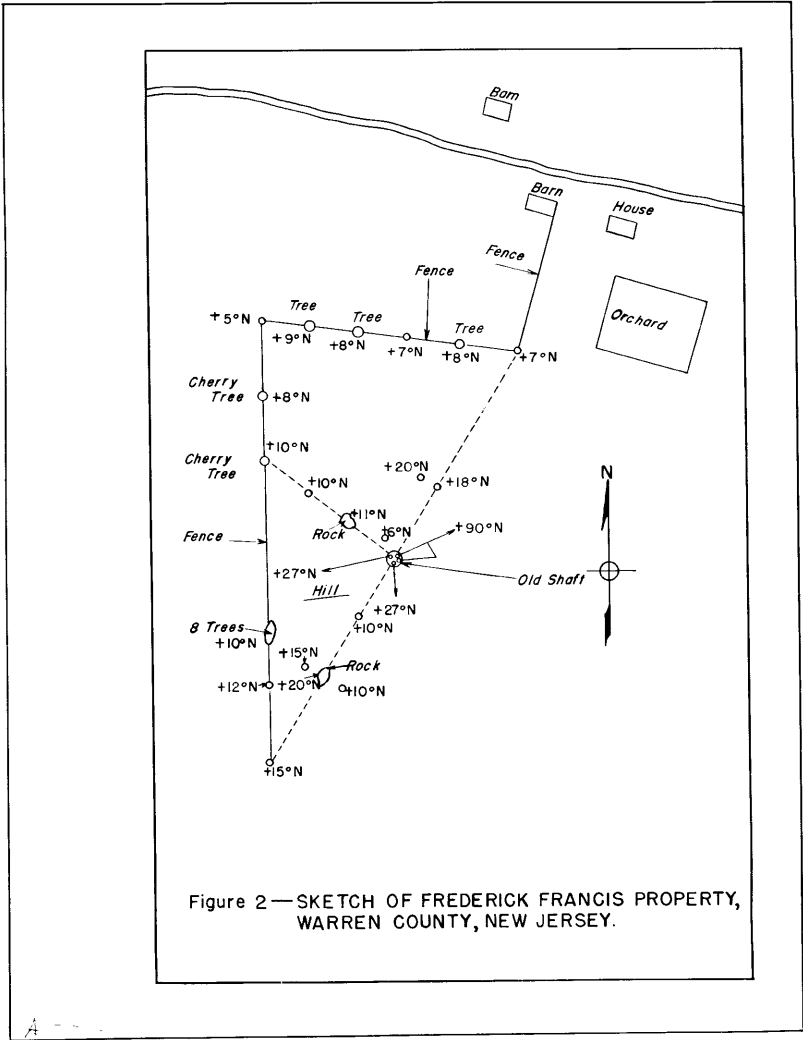 Barn
Barn
House
Fence
Fence
Orchard
+5°N
Tree
Tree
Tree
+9°N
+8°N
+7°N
+8°N
+7°N
Cherry
Tree
+8°N
+10°N
Cherry
Tree
+20°N
+10°N
+18°N
N
+11°N
Rock
+6°N
+90°N
Fence
+27°N
Old Shaft
Hill
+27°N
+10°N
8 Trees
+10°N
+15°N
Rock
+12°N
+20°N
+10°N
+15°N
Figure 2—SKETCH OF FREDERICK FRANCIS PROPERTY,
WARREN COUNTY, NEW JERSEY.
A